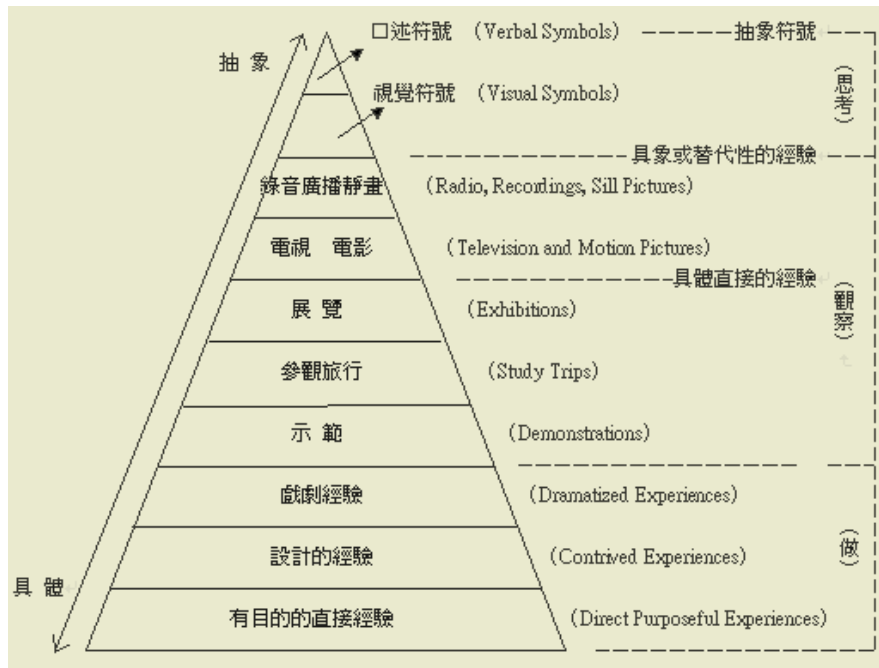 口述符號 (Verbal Symbols) 抽象符號
抽 象
視覺符號 (Visual Symbols)
(思考)
具象或替代性的經驗
錄音廣播靜畫 (Radio, Recordings, Sill Pictures)
電視 電影 (Television and Motion Pictures)
具體直接的經驗
展 覽 (Exhibitions)
(觀察)
參觀旅行 (Study Trips)
示 範 (Demonstrations)
戲劇經驗 (Dramatized Experiences)
設計的經驗 (Contrived Experiences)
(做)
具 體
有目的的直接經驗 (Direct Purposeful Experiences)